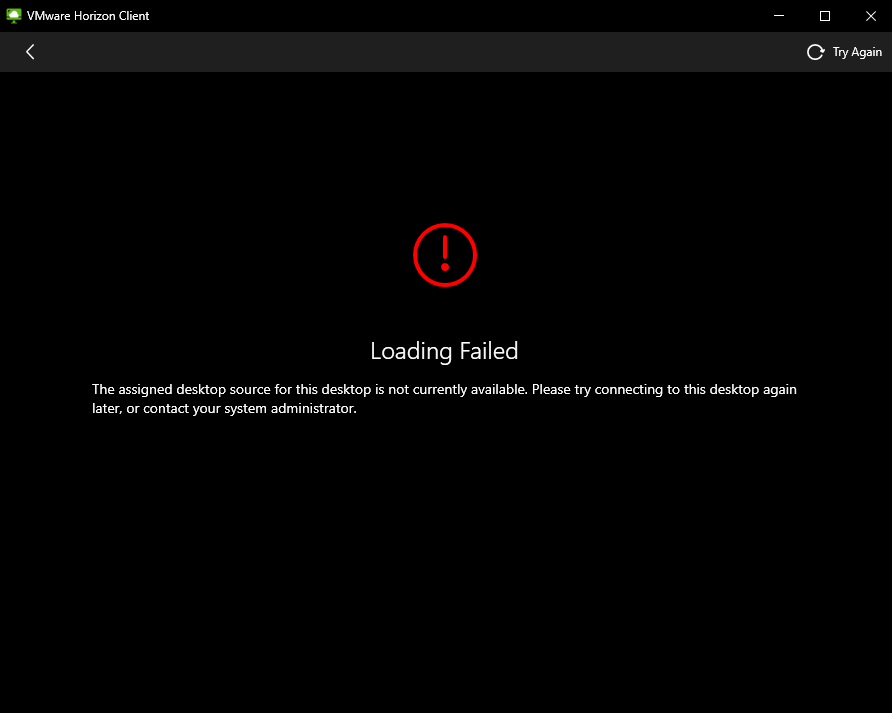 VMware Horizon Client
Try Again
Loading Failed
The assigned desktop source for this desktop is not currently available. Please try connecting to this desktop again
later, or contact your system administrator.